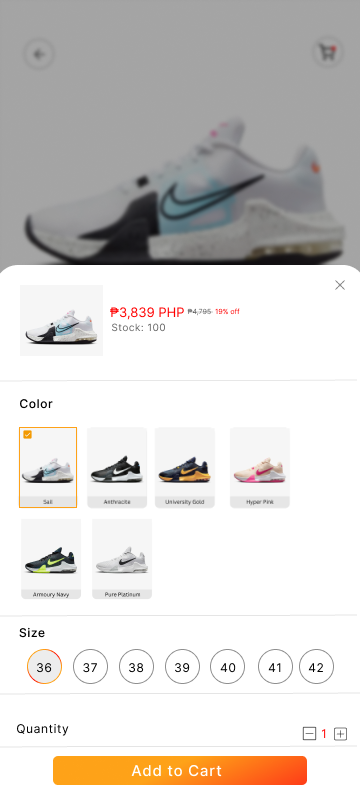 ₱3,839 PHP ₱4,795 19% off
Stock: 100
Color
Sail Anthracite University Gold Hyper Pink
Armoury Navy Pure Platinum
Size
36 37 38 39 40 41 42
Quantity 1
Add to Cart